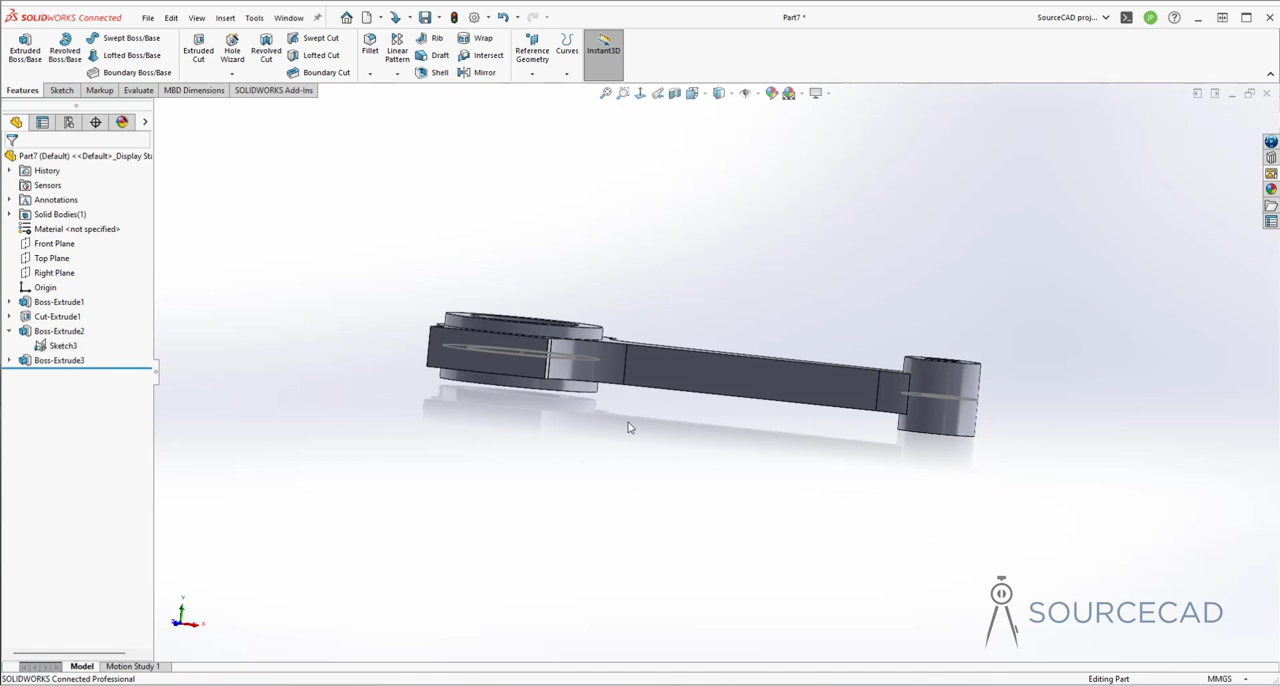 SOLIDWORKS Connected
File Edit View Insert Tools Window
Part7 *
SourceCAD proj...
JP
Extruded Boss/Base
Revolved Boss/Base
Swept Boss/Base
Lofted Boss/Base
Boundary Boss/Base
Extruded Cut
Hole Wizard
Revolved Cut
Swept Cut
Lofted Cut
Boundary Cut
Fillet
Linear Pattern
Rib
Draft
Shell
Wrap
Intersect
Mirror
Reference Geometry
Curves
Instant3D
Features Sketch Markup Evaluate MBD Dimensions SOLIDWORKS Add-Ins
Part7 (Default) <<Default>_Display Sta
History
Sensors
Annotations
Solid Bodies(1)
Material <not specified>
Front Plane
Top Plane
Right Plane
Origin
Boss-Extrude1
Cut-Extrude1
Boss-Extrude2
Sketch3
Boss-Extrude3
Y
X
Z
SOURCECAD
Model Motion Study 1
SOLIDWORKS Connected Professional
Editing Part
MMGS